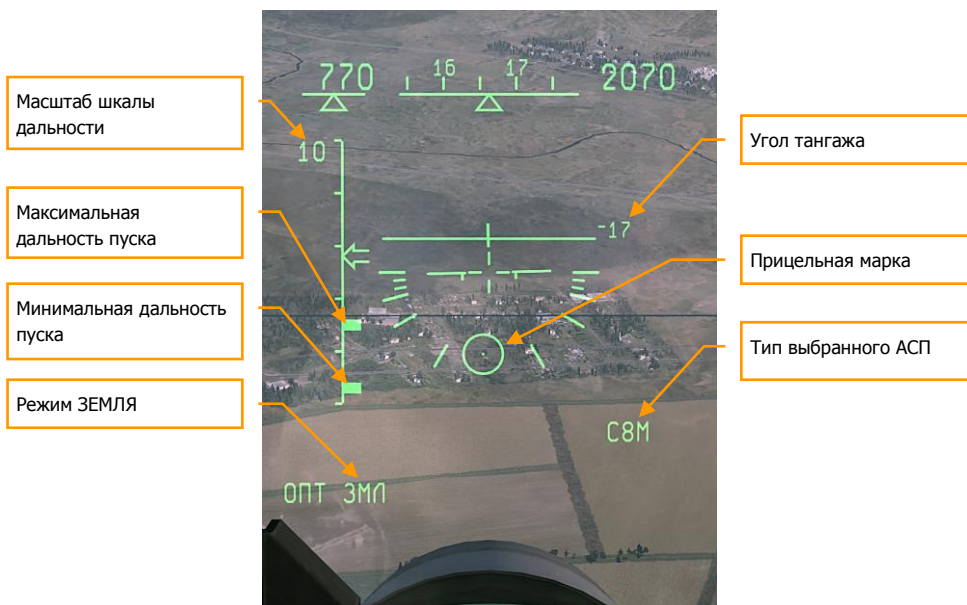 770 16 17 2070
Масштаб шкалы
дальности
10
Угол тангажа
Максимальная
дальность пуска
-17
Прицельная марка
Минимальная дальность
пуска
Тип выбранного АСП
Режим ЗЕМЛЯ
С8М
ОПТ ЗМЛ